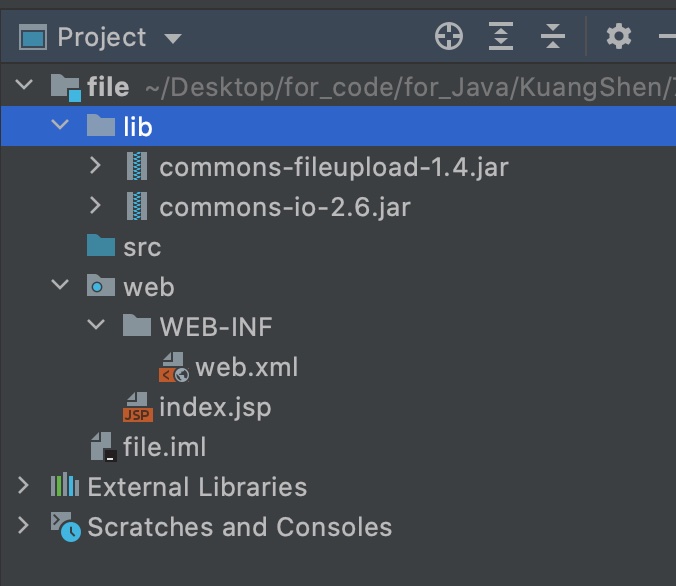 Project
file ~/Desktop/for_code/for_Java/KuangShen/
lib
commons-fileupload-1.4.jar
commons-io-2.6.jar
src
web
WEB-INF
web.xml
JSP index.jsp
file.iml
External Libraries
Scratches and Consoles